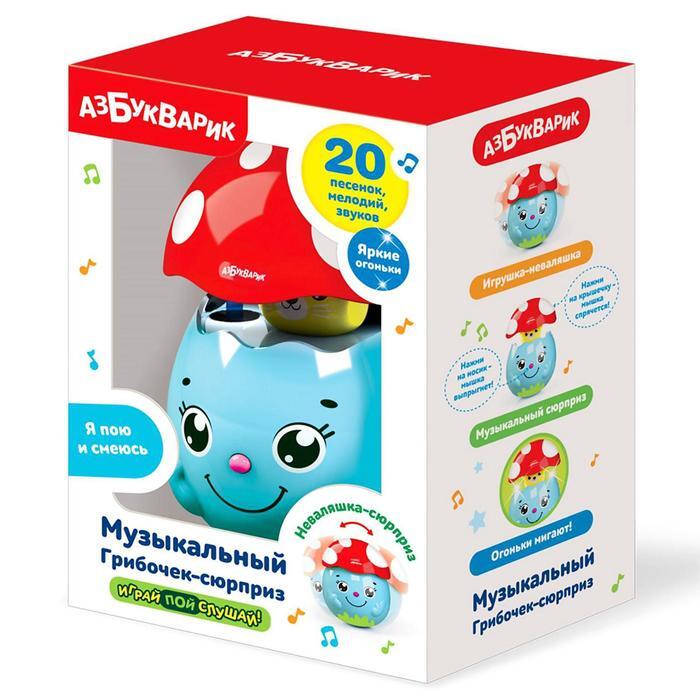 АЗБУКВАРИК
АЗБУКВАРИК
20
песенок,
мелодий,
звуков
Яркие
огоньки
АЗБУКВАРИК
Я пою
и смеюсь
Музыкальный
Грибочек-сюрприз
ИГРАЙ ПОЙ СЛУШАЙ!
Неваляшка-сюрприз
АЗБУКВАРИК
Игрушка-неваляшка
Нажми
на крышечку-
мышка
спрячется!
Нажми
на носик -
мышка
выпрыгнет!
Музыкальный сюрприз
Огоньки мигают!
Музыкальный
Грибочек-сюрприз